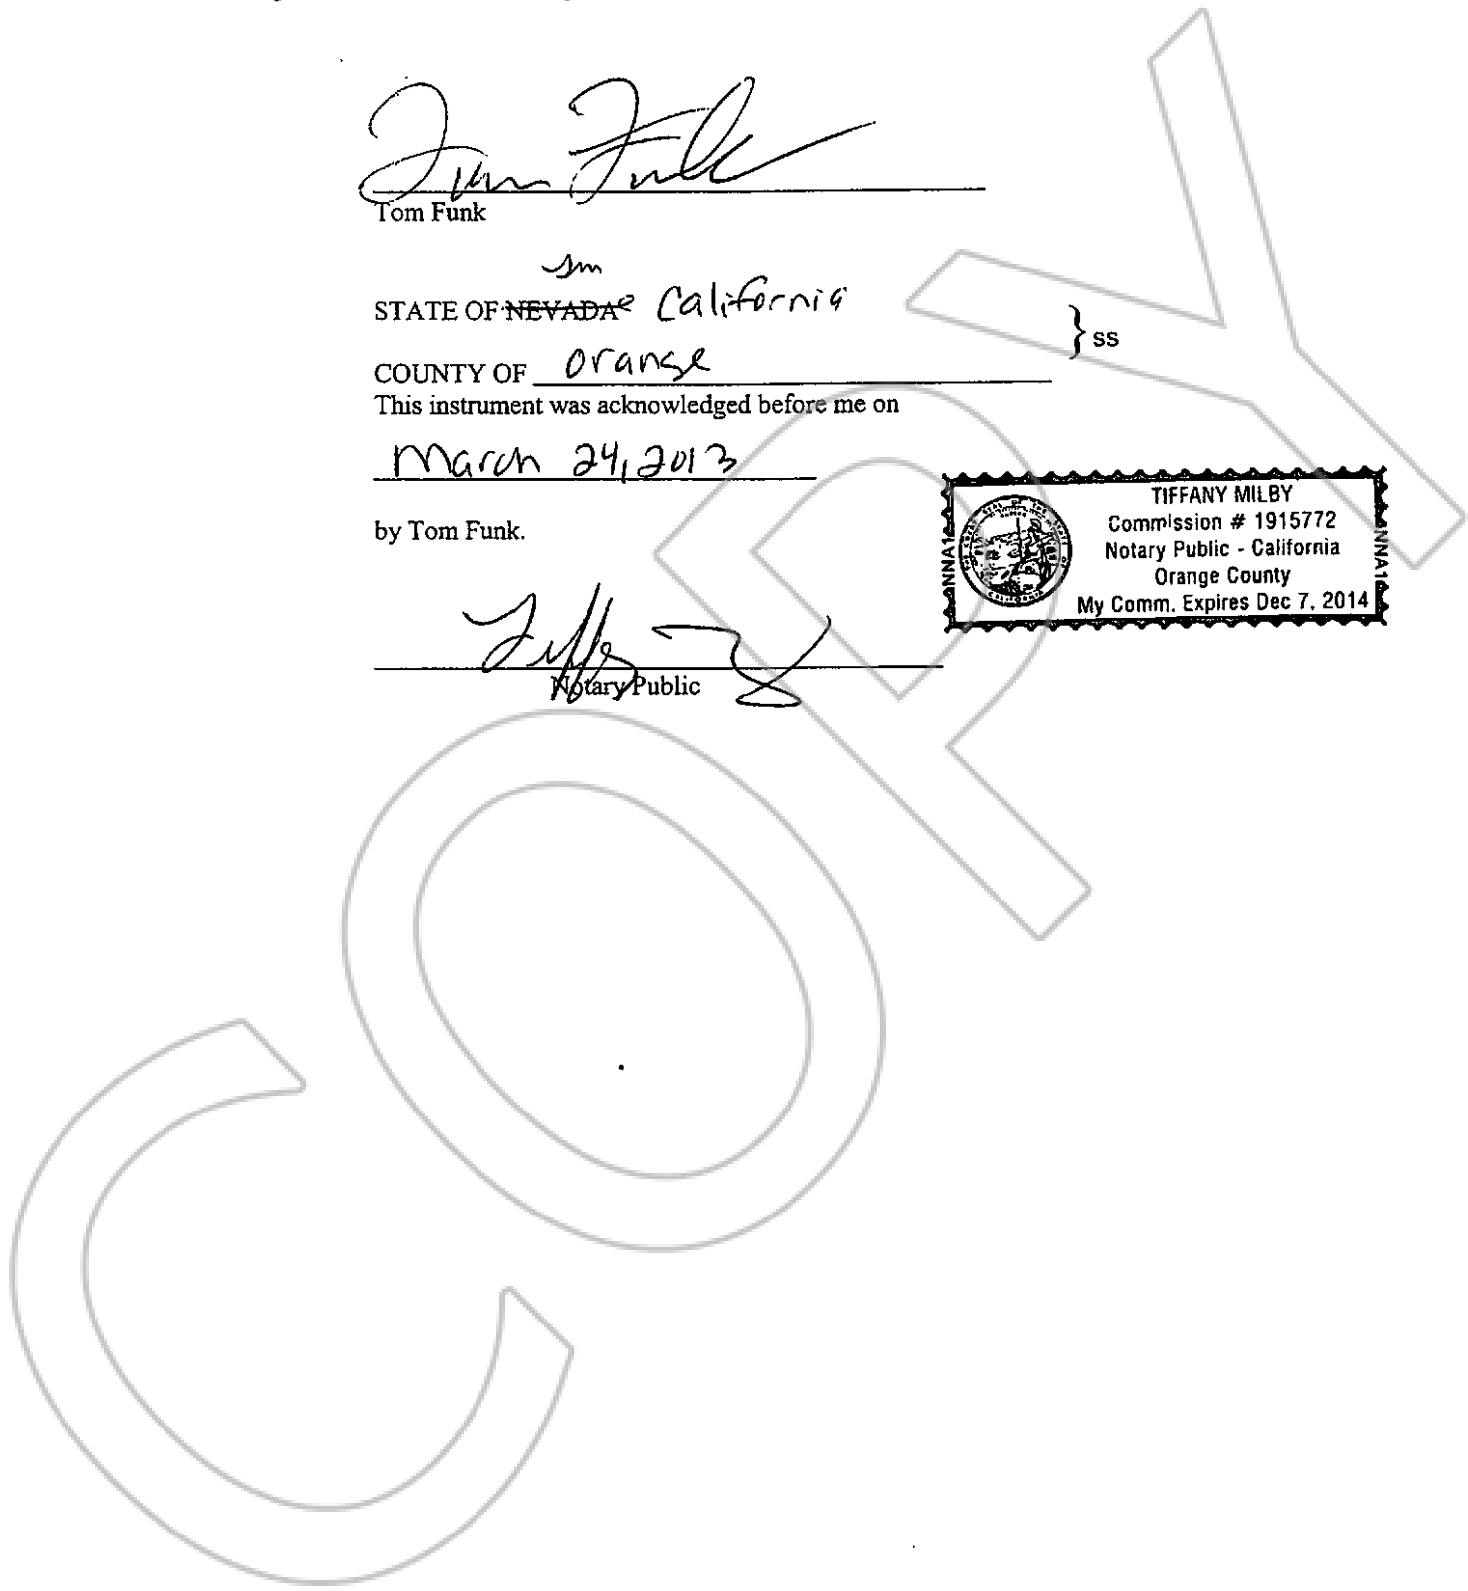 Tom Funk
Tom Funk
STATE OF NEVADA California
} ss
COUNTY OF Orange
This instrument was acknowledged before me on
March 24, 2013
by Tom Funk.
TIFFANY MILBY
Commission # 1915772
Notary Public - California
Orange County
My Comm. Expires Dec 7, 2014
Notary Public
COPY